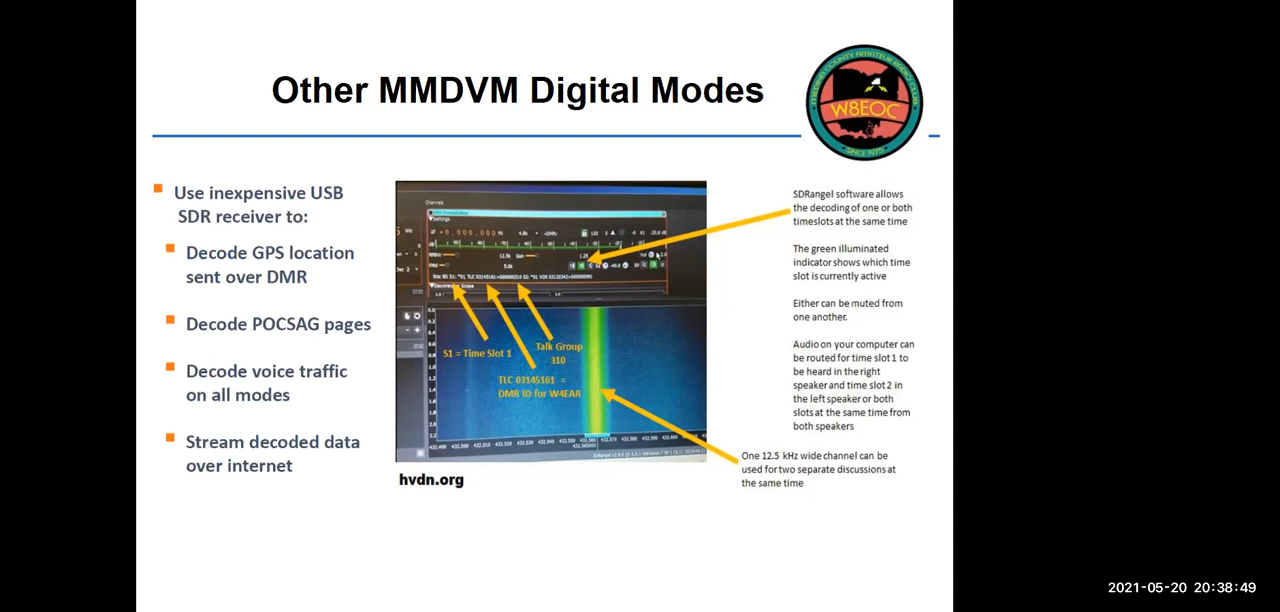 Other MMDVM Digital Modes
MEDINA COUNTY AMATEUR RADIO CLUB
W8EOC
SINCE 1975
Use inexpensive USB
SDR receiver to:
Decode GPS location
sent over DMR
Decode POCSAG pages
Decode voice traffic
on all modes
Stream decoded data
over internet
Channels
Settings
S1 = Time Slot 1
Talk Group
310
TLC 03145161 =
DMR ID for W4EAR
hvdn.org
SDRangel software allows
the decoding of one or both
timeslots at the same time
The green illuminated
indicator shows which time
slot is currently active
Either can be muted from
one another.
Audio on your computer can
be routed for time slot 1 to
be heard in the right
speaker and time slot 2 in
the left speaker or both
slots at the same time from
both speakers
One 12.5 kHz wide channel can be
used for two separate discussions at
the same time
2021-05-20 20:38:49